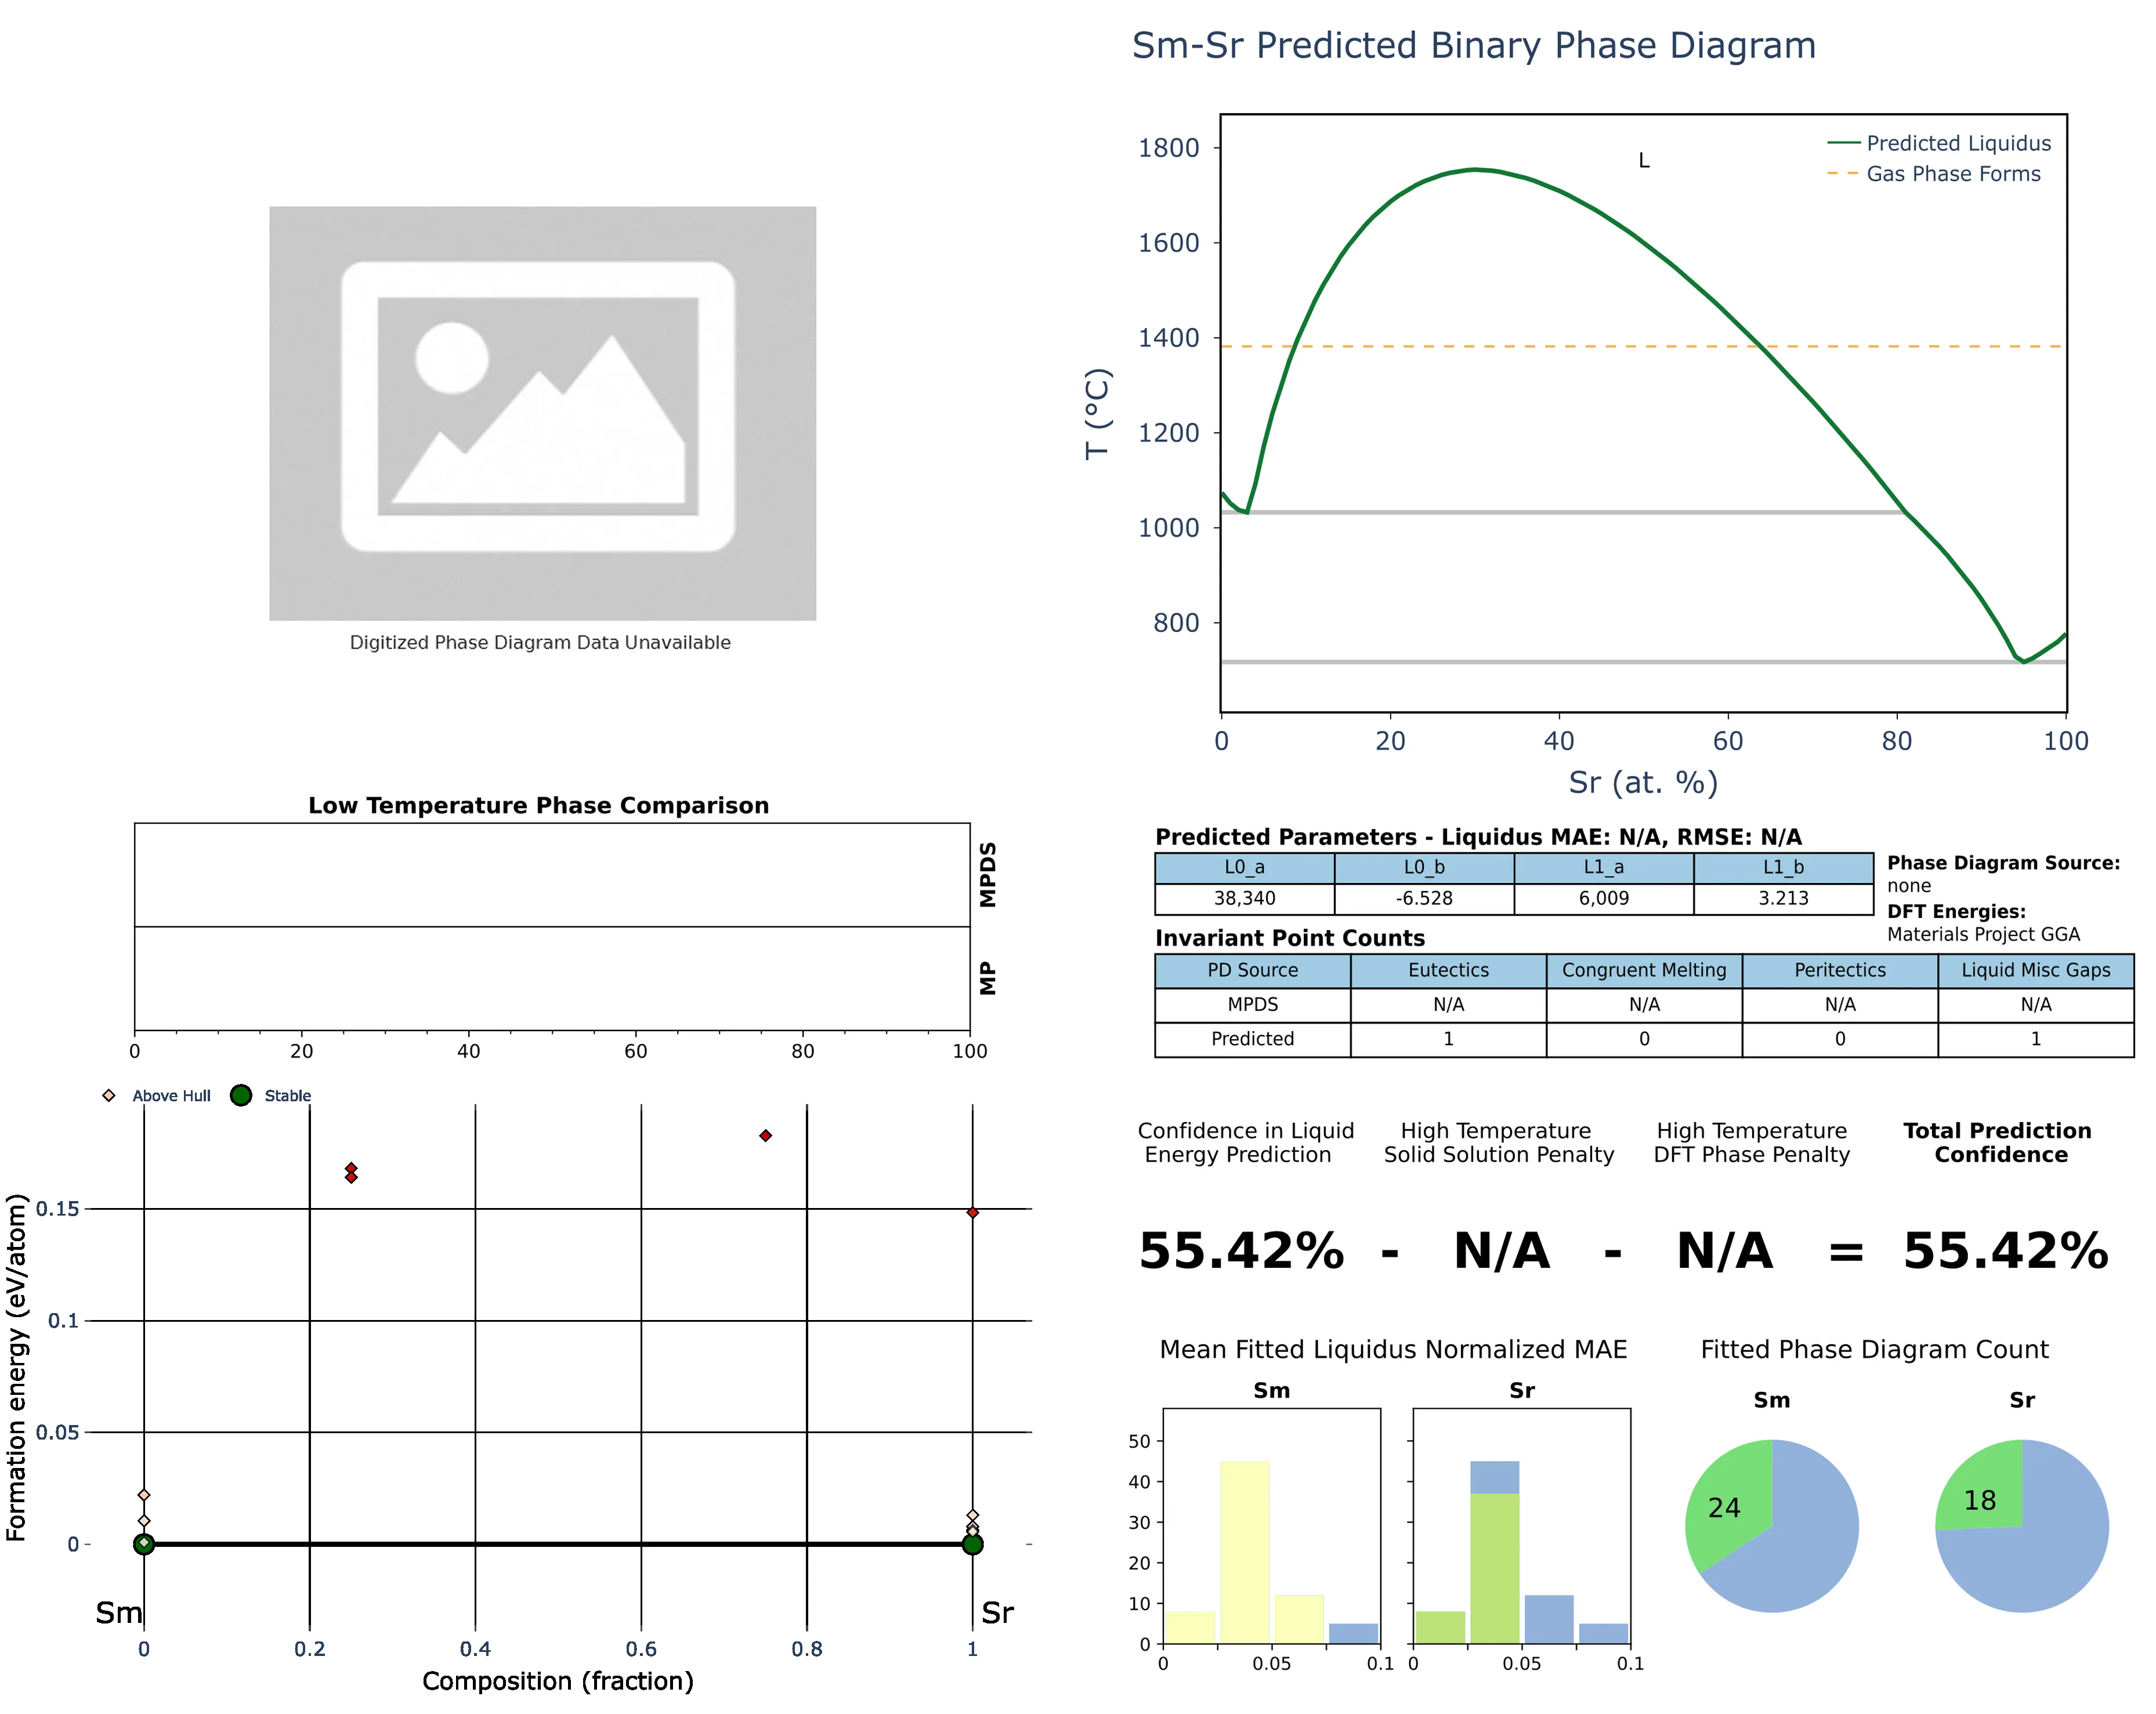 Sm-Sr Predicted Binary Phase Diagram
Digitized Phase Diagram Data Unavailable
1800
1600
1400
1200
1000
800
T (°C)
L
Predicted Liquidus
Gas Phase Forms
0 20 40 60 80 100
Sr (at. %)
Low Temperature Phase Comparison
MPDS
MP
0 20 40 60 80 100
Predicted Parameters - Liquidus MAE: N/A, RMSE: N/A
L0_a L0_b L1_a L1_b
38,340 -6.528 6,009 3.213
Phase Diagram Source:
none
DFT Energies:
Materials Project GGA
Invariant Point Counts
PD Source Eutectics Congruent Melting Peritectics Liquid Misc Gaps
MPDS N/A N/A N/A N/A
Predicted 1 0 0 1
Above Hull Stable
0.15
0.1
0.05
0
Formation energy (eV/atom)
Sm Sr
0 0.2 0.4 0.6 0.8 1
Composition (fraction)
Confidence in Liquid
Energy Prediction
High Temperature
Solid Solution Penalty
High Temperature
DFT Phase Penalty
Total Prediction
Confidence
55.42% - N/A - N/A = 55.42%
Mean Fitted Liquidus Normalized MAE
Sm Sr
50
40
30
20
10
0
0 0.05 0.1 0 0.05 0.1
Fitted Phase Diagram Count
Sm Sr
24 18